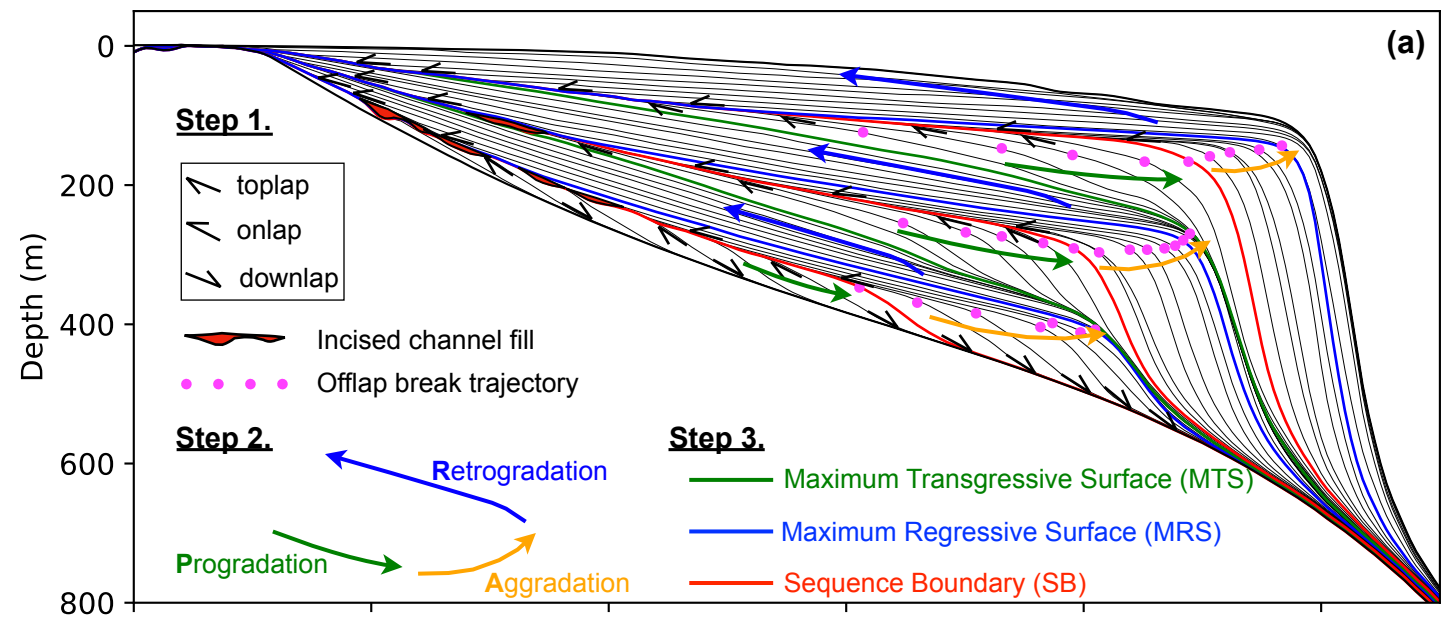 (a)
0
200
400
600
800
Depth (m)
Step 1.
toplap
onlap
downlap
Incised channel fill
Offlap break trajectory
Step 2.
Retrogradation
Progradation
Aggradation
Step 3.
Maximum Transgressive Surface (MTS)
Maximum Regressive Surface (MRS)
Sequence Boundary (SB)